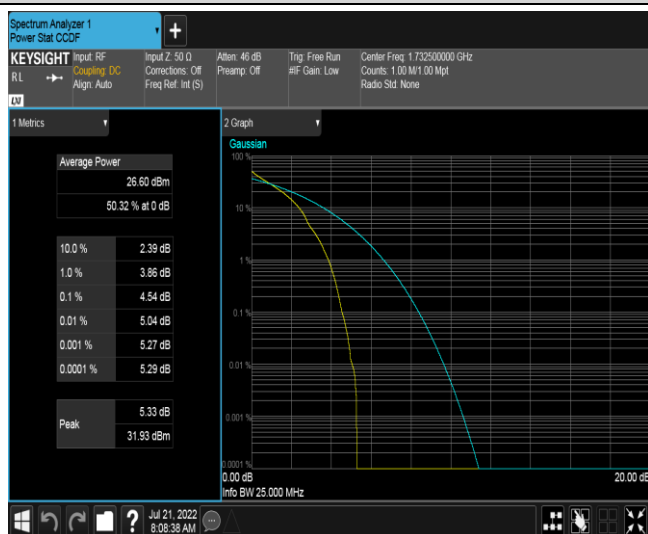 Spectrum Analyzer 1
Power Stat CCDF
+
KEYSIGHT
RL
LXI
Input: RF
Coupling: DC
Align: Auto
Input Z: 50 Ω
Corrections: Off
Freq Ref: Int (S)
Atten: 46 dB
Preamp: Off
Trig: Free Run
#IF Gain: Low
Center Freq: 1.732500000 GHz
Counts: 1.00 M/1.00 Mpt
Radio Std: None
1 Metrics
Average Power
26.60 dBm
50.32 % at 0 dB
10.0 % 2.39 dB
1.0 % 3.86 dB
0.1 % 4.54 dB
0.01 % 5.04 dB
0.001 % 5.27 dB
0.0001 % 5.29 dB
Peak
5.33 dB
31.93 dBm
2 Graph
Gaussian
100 %
10 %
1 %
0.1 %
0.01 %
0.001 %
0.0001 %
0.00 dB
20.00 dB
Info BW 25.000 MHz
?
Jul 21, 2022
8:08:38 AM